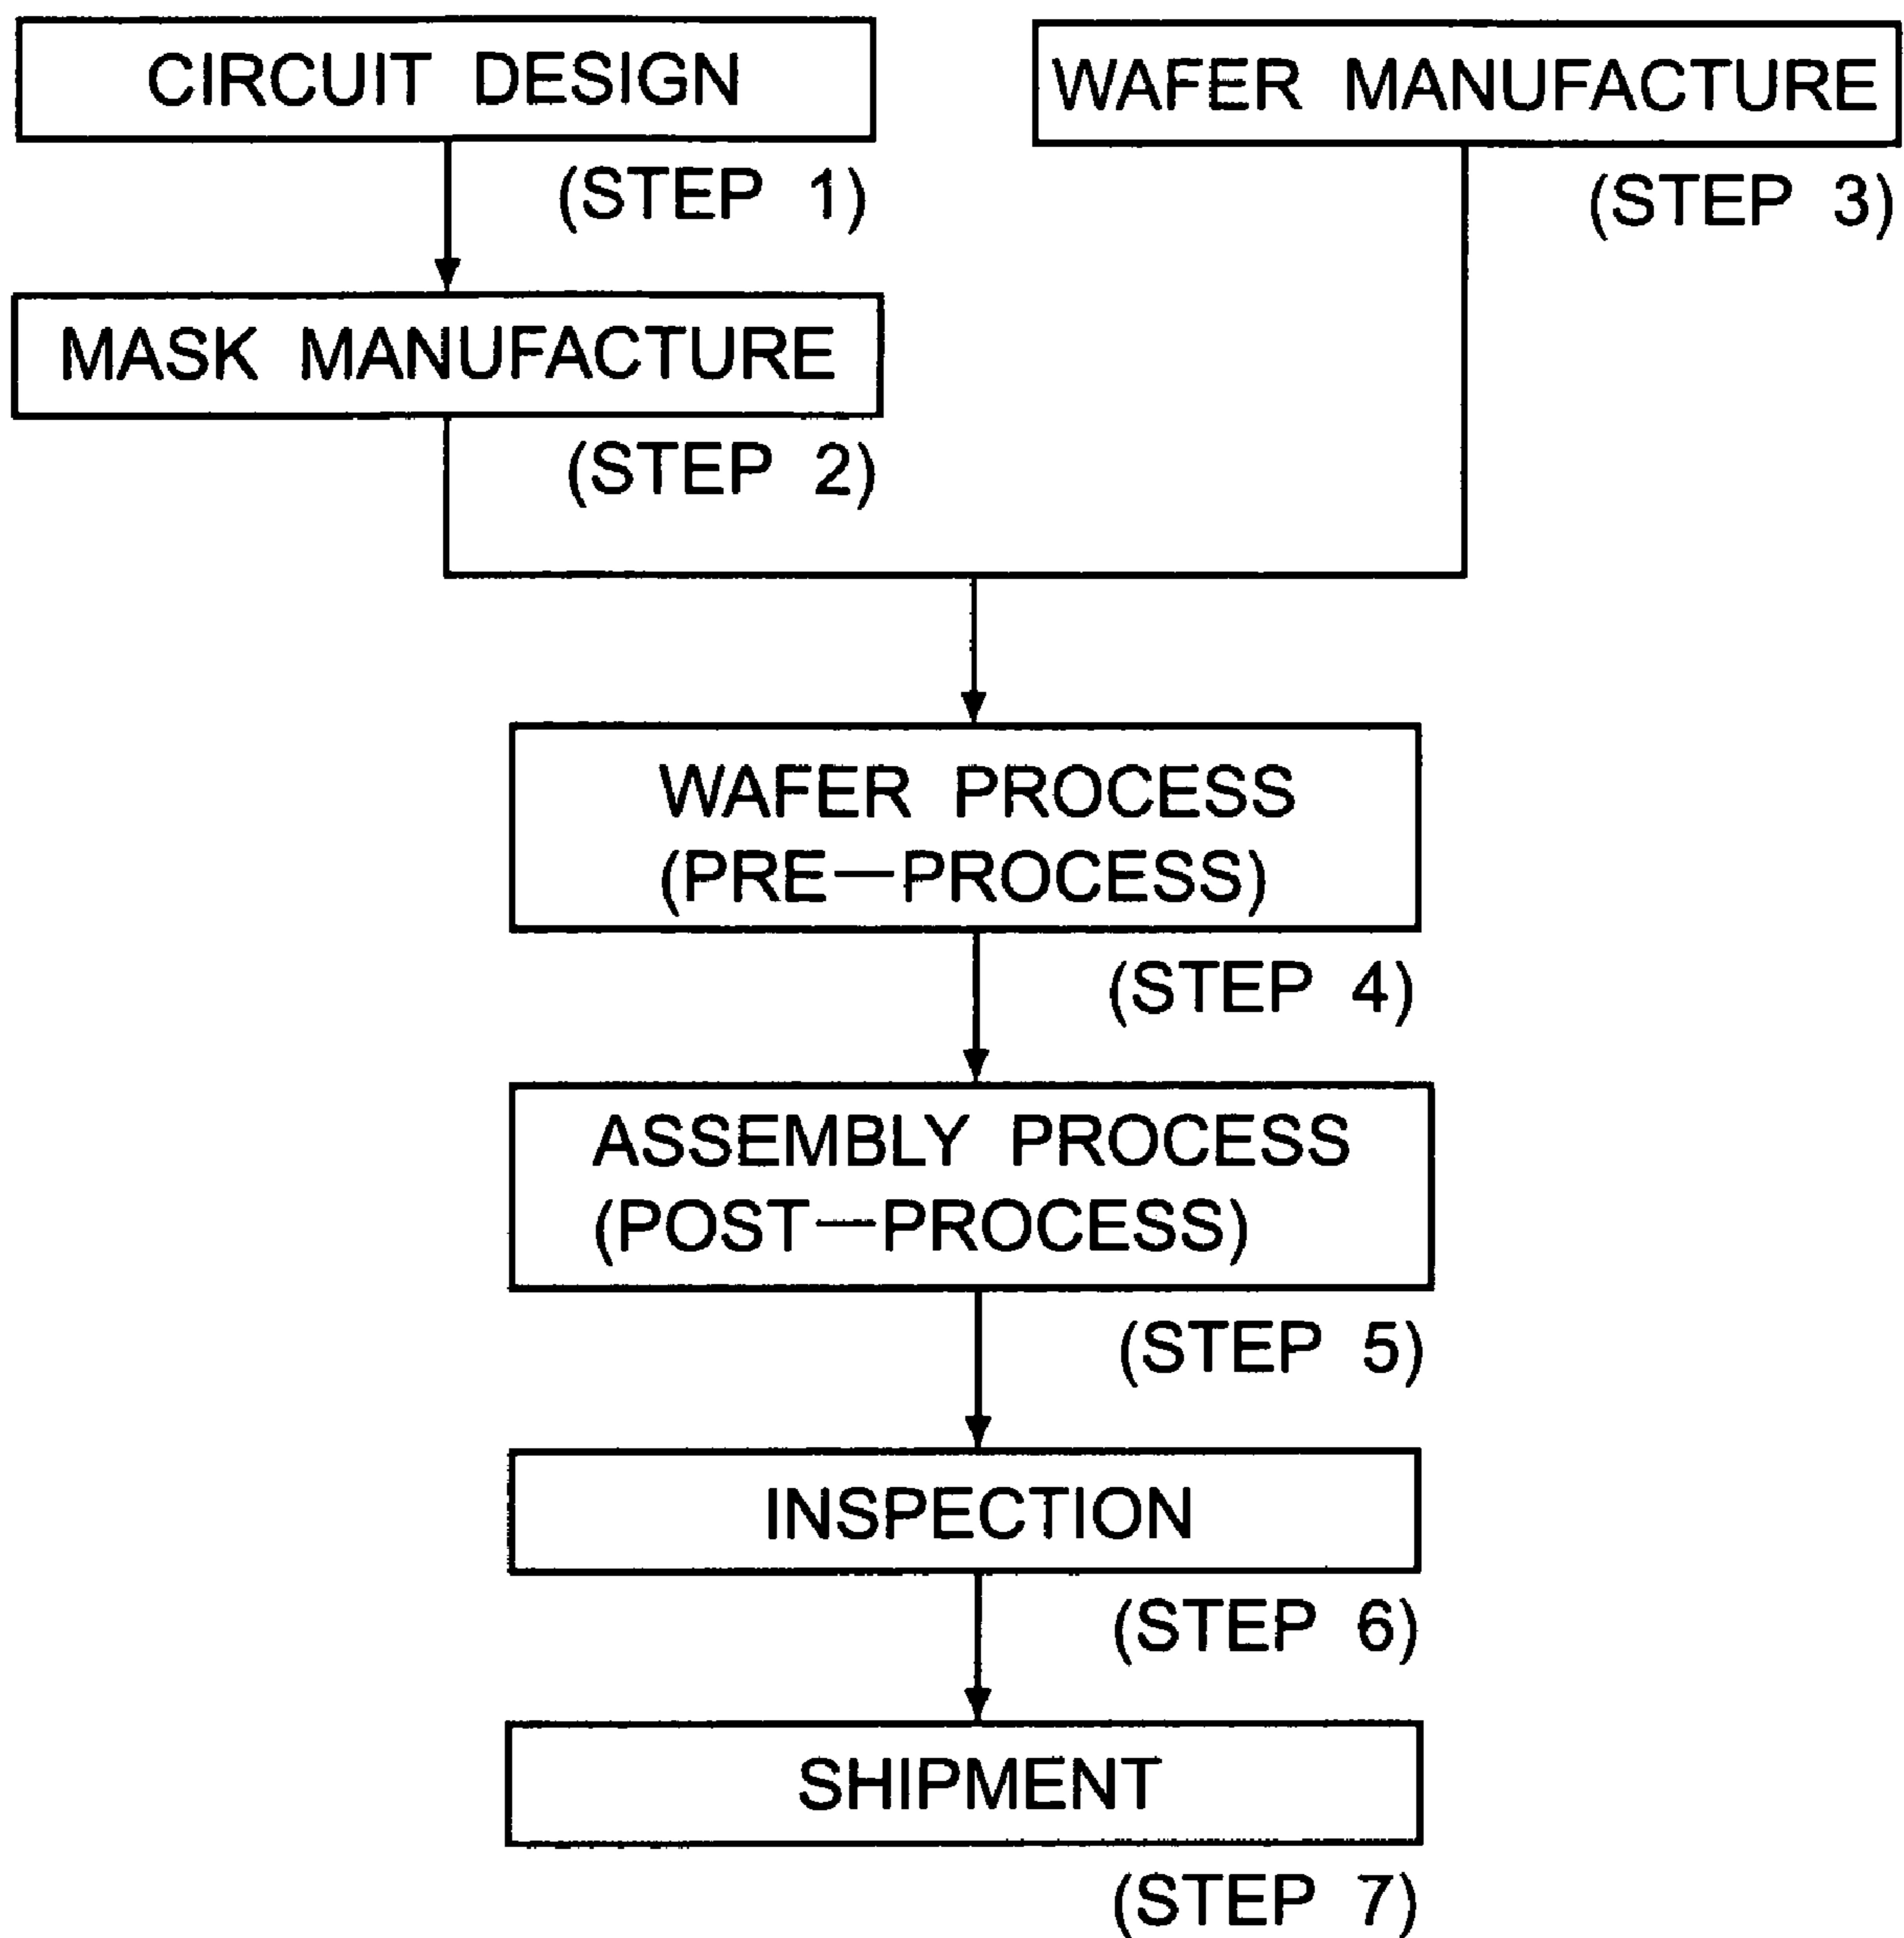 CIRCUIT DESIGN
(STEP 1)
WAFER MANUFACTURE
(STEP 3)
MASK MANUFACTURE
(STEP 2)
WAFER PROCESS
(PRE—PROCESS)
(STEP 4)
ASSEMBLY PROCESS
(POST—PROCESS)
(STEP 5)
INSPECTION
(STEP 6)
SHIPMENT
(STEP 7)